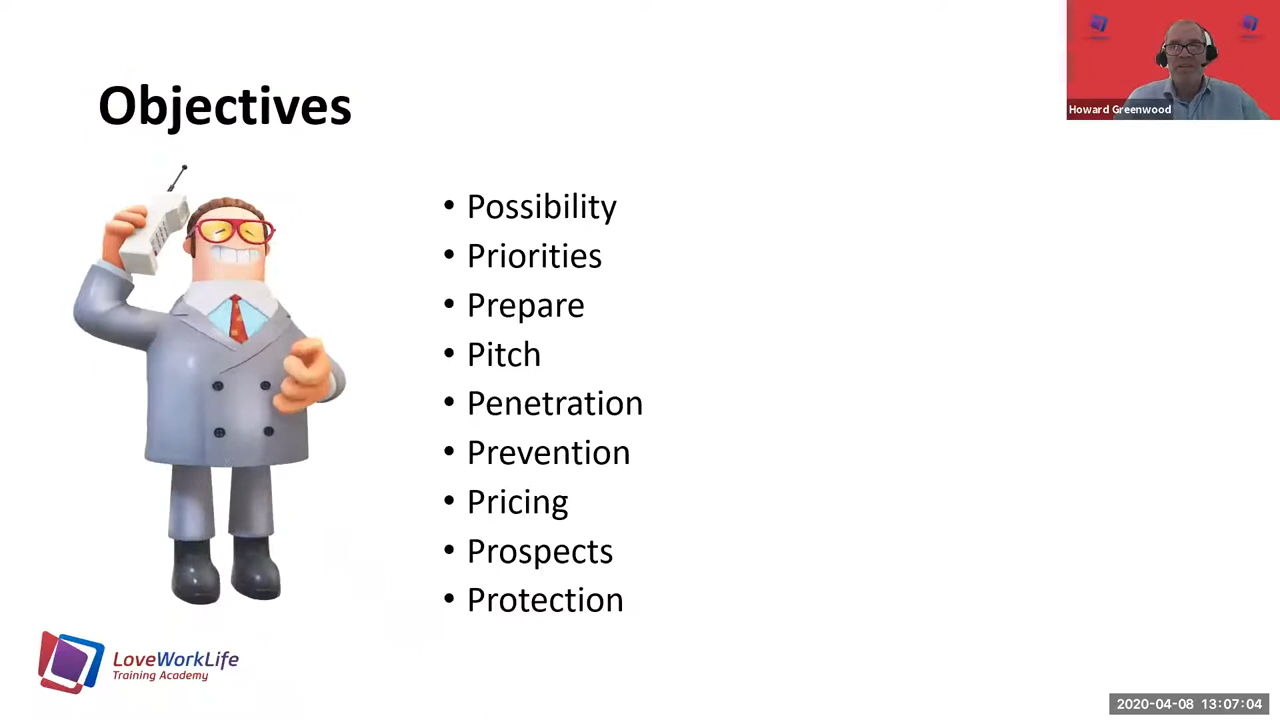 Objectives
Howard Greenwood
• Possibility
• Priorities
• Prepare
• Pitch
• Penetration
• Prevention
• Pricing
• Prospects
• Protection
LoveWorkLife
Training Academy
2020-04-08 13:07:04